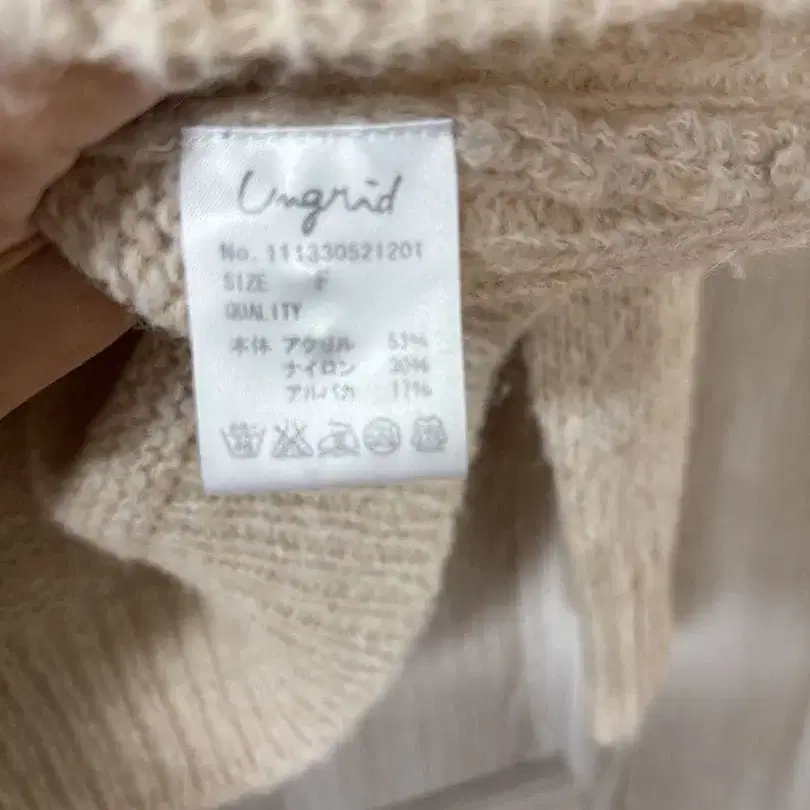 Ungrid
No. 111330521201
SIZE F
QUALITY
本体 アクリル 53%
ナイロン 30%
アルパカ 17%